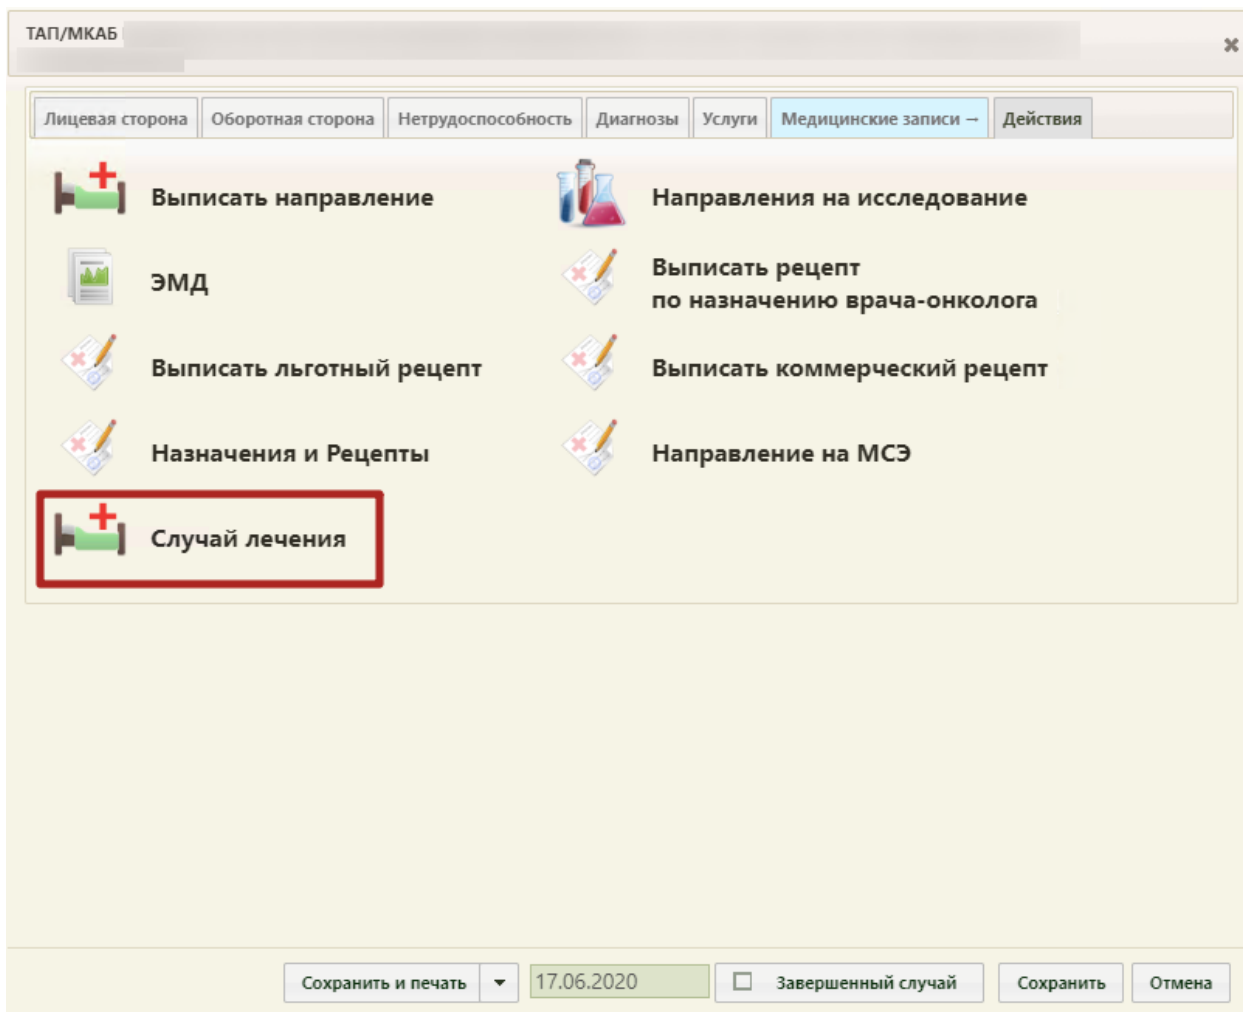 ТАП/МКАБ
Лицевая сторона Оборотная сторона Нетрудоспособность Диагнозы Услуги Медицинские записи – Действия
Выписать направление Направления на исследование
ЭМД Выписать рецепт
по назначению врача-онколога
Выписать льготный рецепт Выписать коммерческий рецепт
Назначения и Рецепты Направление на МСЭ
Случай лечения
Сохранить и печать 17.06.2020 Завершенный случай Сохранить Отмена